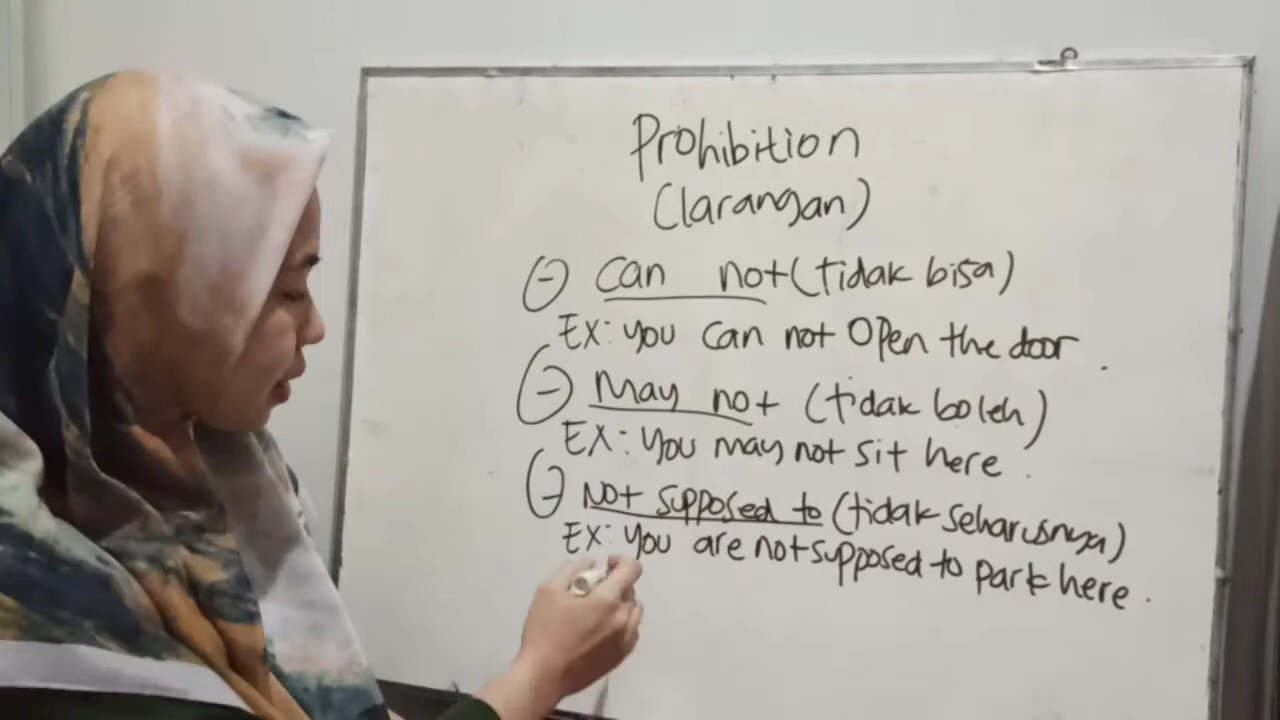 Prohibition
(larangan)
(-) can not (tidak bisa)
EX: you can not open the door.
(-) May not (tidak boleh)
EX: you may not sit here.
(-) Not supposed to (tidak seharusnya)
EX: you are not supposed to park here.